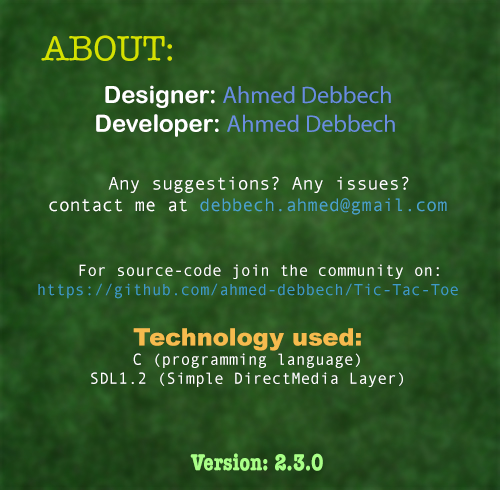 ABOUT:
Designer: Ahmed Debbech
Developer: Ahmed Debbech
Any suggestions? Any issues?
contact me at debbech.ahmed@gmail.com
For source-code join the community on:
https://github.com/ahmed-debbech/Tic-Tac-Toe
Technology used:
C (programming language)
SDL1.2 (Simple DirectMedia Layer)
Version: 2.3.0